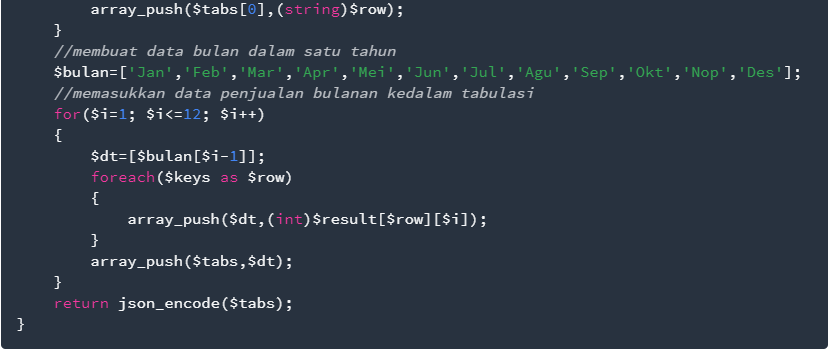 array_push($tabs[0],(string)$row);
}
//membuat data bulan dalam satu tahun
$bulan=['Jan','Feb','Mar','Apr','Mei','Jun','Jul','Agu','Sep','Okt','Nop','Des'];
//memasukkan data penjualan bulanan kedalam tabulasi
for($i=1; $i<=12; $i++)
{
$dt=[$bulan[$i-1]];
foreach($keys as $row)
{
array_push($dt,(int)$result[$row][$i]);
}
array_push($tabs,$dt);
}
return json_encode($tabs);
}